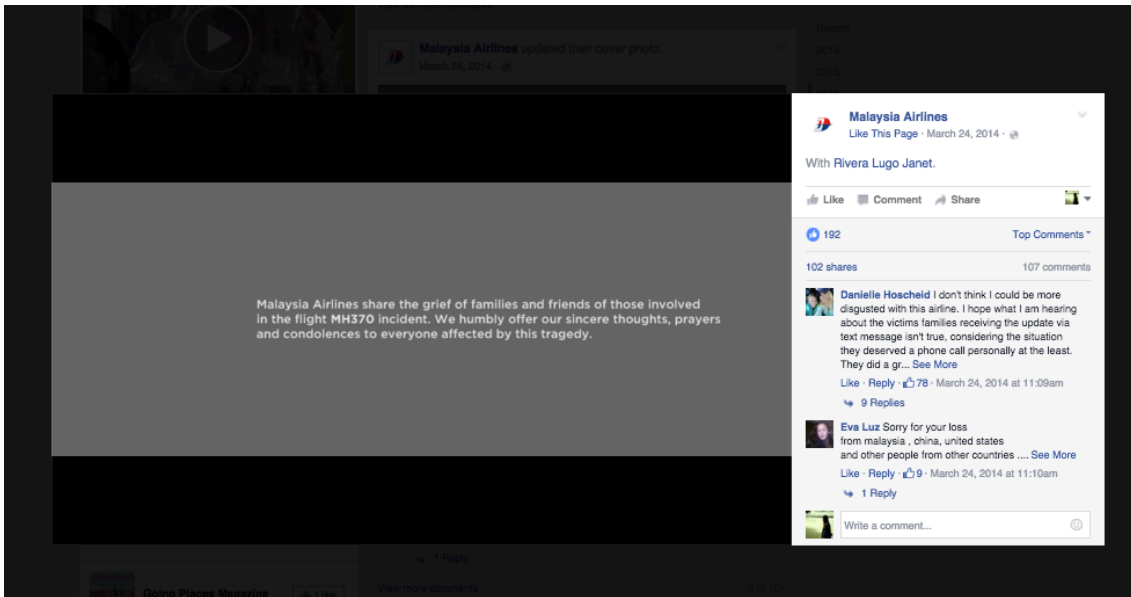 Malaysia Airlines updated their cover photo.
March 24, 2014 ·
Recent
2015
2015
Malaysia Airlines
Like This Page · March 24, 2014 ·
With Rivera Lugo Janet.
Like Comment Share
192 Top Comments
102 shares 107 comments
Danielle Hoscheid I don't think I could be more
disgusted with this airline. I hope what I am hearing
about the victims families receiving the update via
text message isn't true, considering the situation
they deserved a phone call personally at the least.
They did a gr... See More
Like · Reply · 78 · March 24, 2014 at 11:09am
9 Replies
Eva Luz Sorry for your loss
from malaysia , china, united states
and other people from other countries .... See More
Like · Reply · 9 · March 24, 2014 at 11:10am
1 Reply
Write a comment...
Malaysia Airlines share the grief of families and friends of those involved
in the flight MH370 incident. We humbly offer our sincere thoughts, prayers
and condolences to everyone affected by this tragedy.
1 Reply
View more comments
Going Places Magazine
Like